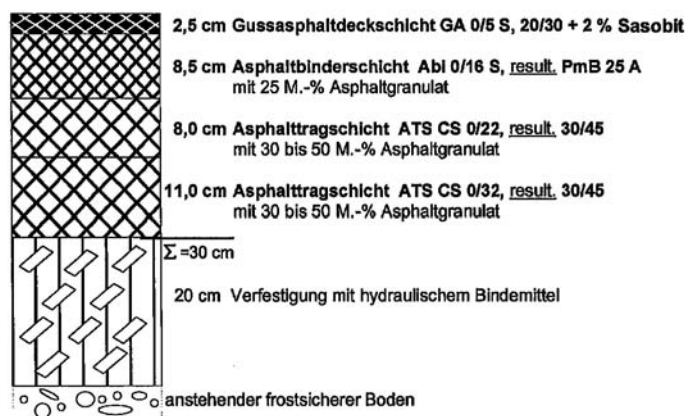 2,5 cm Gussasphaltdeckschicht GA 0/5 S, 20/30 + 2 % Sasobit
8,5 cm Asphaltbinderschicht Abi 0/16 S, result. PmB 25 A
mit 25 M.-% Asphaltgranulat
8,0 cm Asphalttragschicht ATS CS 0/22, result. 30/45
mit 30 bis 50 M.-% Asphaltgranulat
11,0 cm Asphalttragschicht ATS CS 0/32, result. 30/45
mit 30 bis 50 M.-% Asphaltgranulat
Σ =30 cm
20 cm Verfestigung mit hydraulischem Bindemittel
anstehender frostsicherer Boden